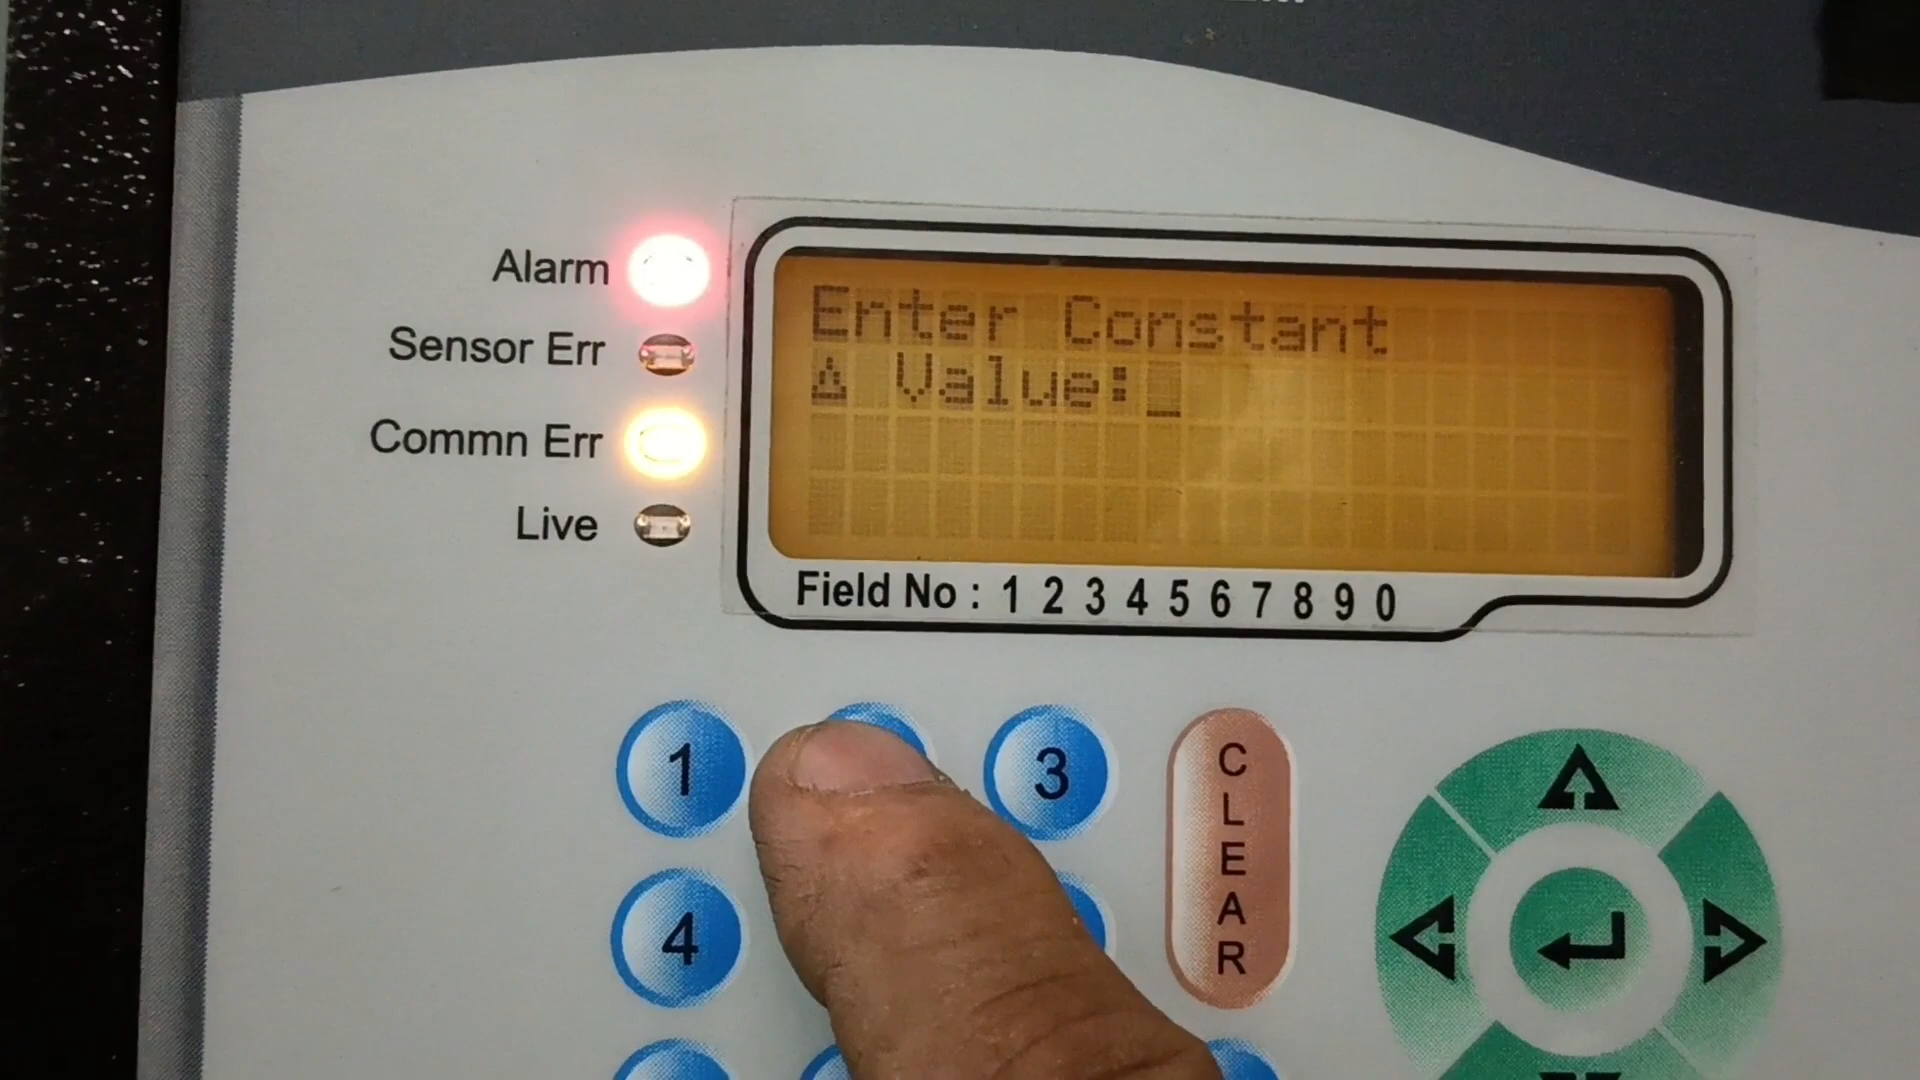 Alarm
Sensor Err
Commn Err
Live
Enter Constant
Δ Value:_
Field No : 1 2 3 4 5 6 7 8 9 0
1
3
4
CLEAR